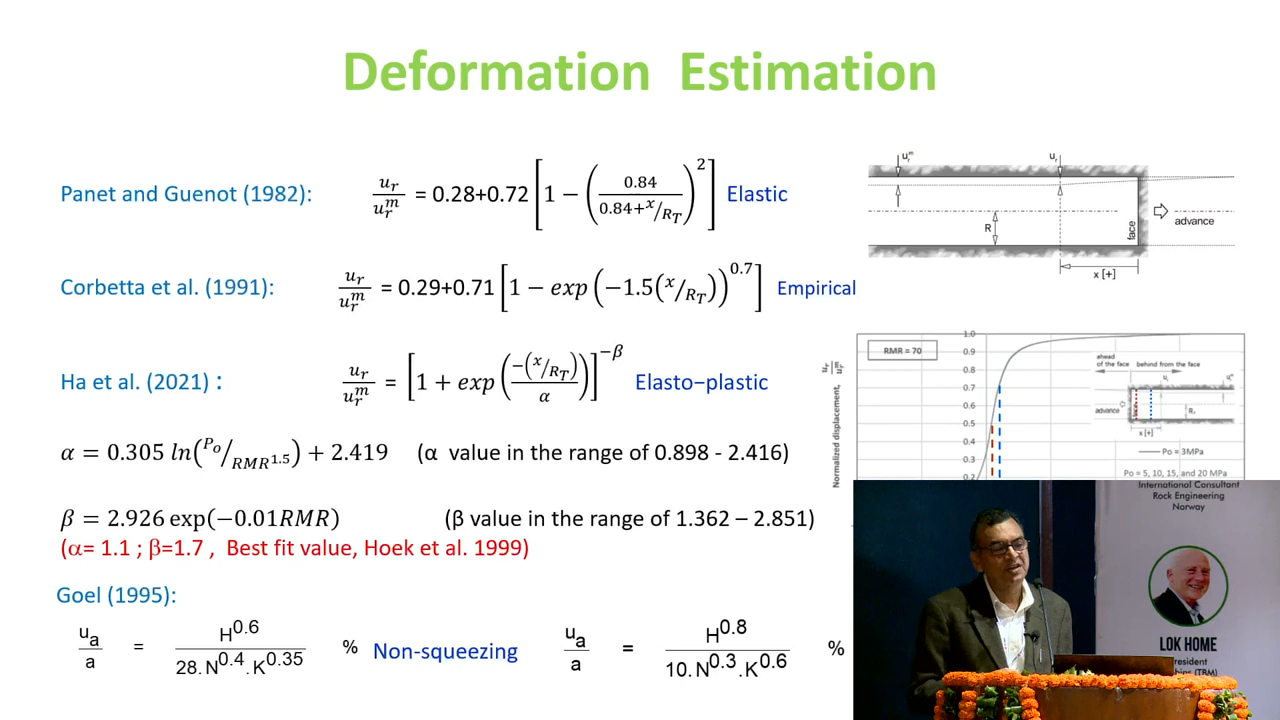 Deformation Estimation
Panet and Guenot (1982): u_r/u_r^m = 0.28+0.72 [1 − (0.84/(0.84+x/R_T))^2] Elastic
Corbetta et al. (1991): u_r/u_r^m = 0.29+0.71 [1 − exp(−1.5(x/R_T))^0.7] Empirical
Ha et al. (2021) : u_r/u_r^m = [1 + exp(−(x/R_T)/α)]^−β Elasto−plastic
α = 0.305 ln(P_o/RMR^1.5) + 2.419 (α value in the range of 0.898 - 2.416)
β = 2.926 exp(−0.01RMR) (β value in the range of 1.362 – 2.851)
(α= 1.1 ; β=1.7 , Best fit value, Hoek et al. 1999)
Goel (1995):
u_a/a = H^0.6/(28. N^0.4 . K^0.35) % Non-squeezing u_a/a = H^0.8/(10. N^0.3 . K^0.6) %
u_r^m u_r
R face advance
x [+]
1.0
RMR = 70
0.9
0.8
0.7
0.6
0.5
0.4
0.3
0.2
Normalized displacement, u_r/u_r^m
ahead of the face
behind from the face
u_r u_r^m
advance
R_T
x [+]
Po = 3MPa
Po = 5, 10, 15, and 20 MPa
International Consultant
Rock Engineering
Norway
LOK HOME